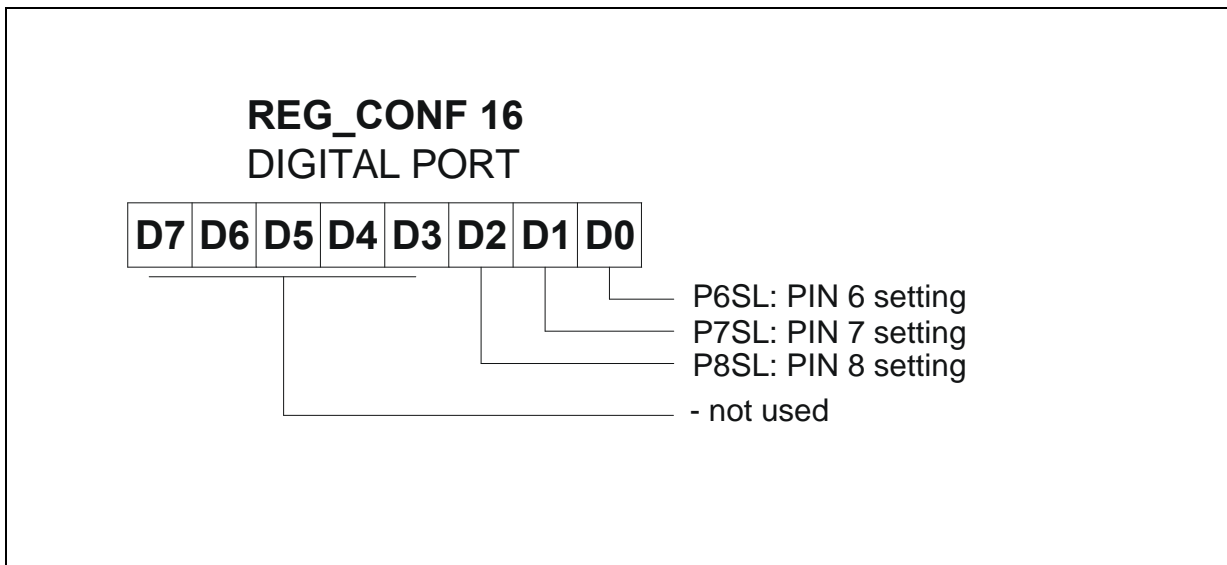 REG_CONF 16
DIGITAL PORT
D7 D6 D5 D4 D3 D2 D1 D0
P6SL: PIN 6 setting
P7SL: PIN 7 setting
P8SL: PIN 8 setting
- not used